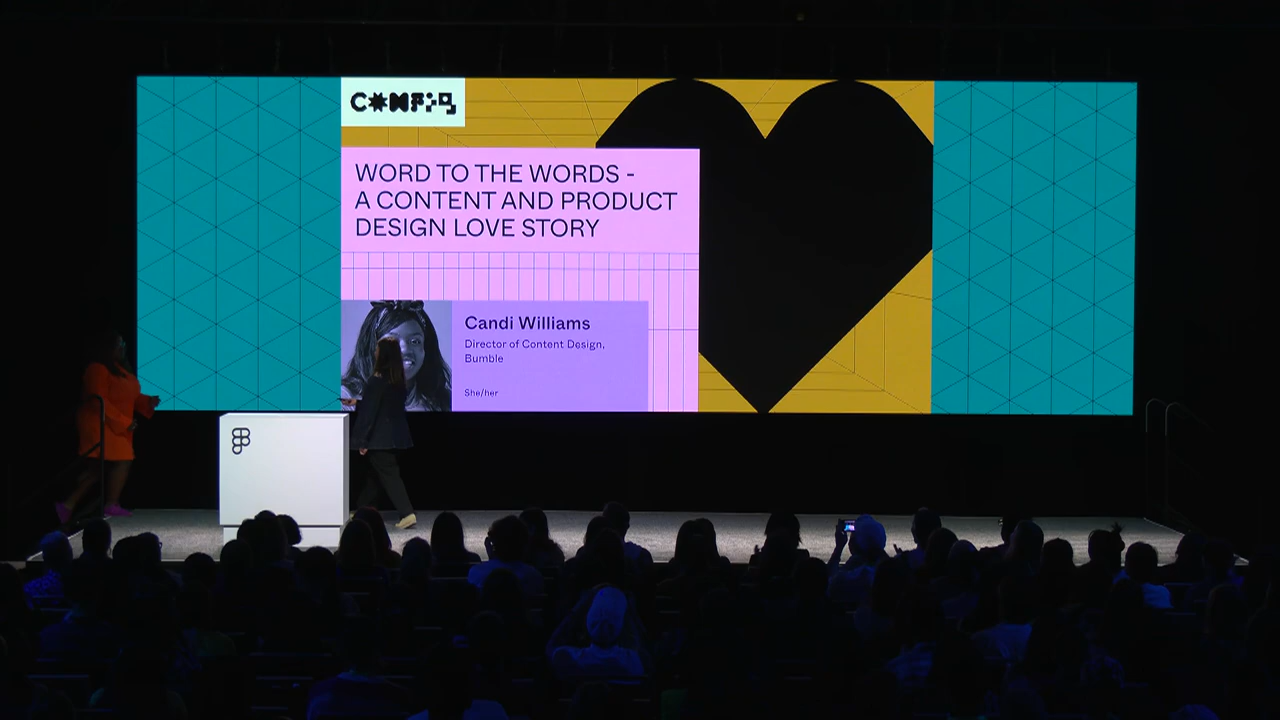 CONFIG
WORD TO THE WORDS -
A CONTENT AND PRODUCT
DESIGN LOVE STORY
Candi Williams
Director of Content Design,
Bumble
She/her